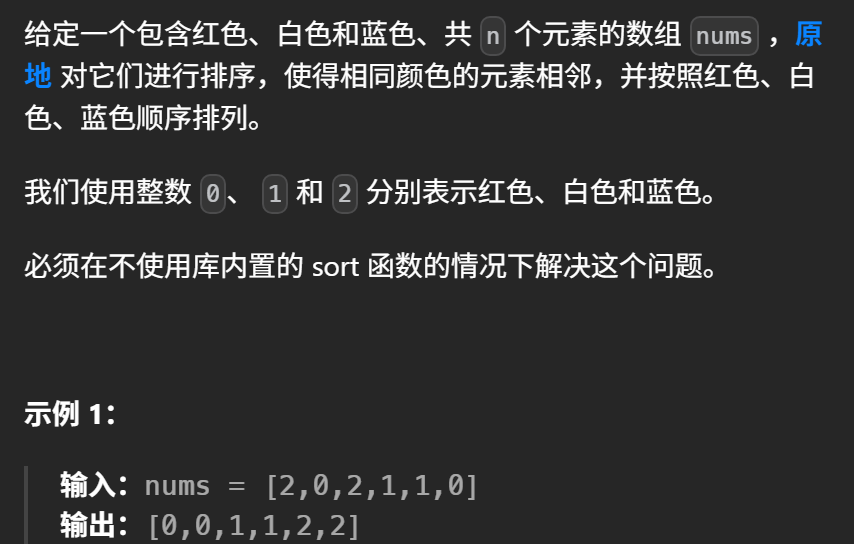 给定一个包含红色、白色和蓝色、共 n 个元素的数组 nums ，原
地 对它们进行排序，使得相同颜色的元素相邻，并按照红色、白
色、蓝色顺序排列。
我们使用整数 0、 1 和 2 分别表示红色、白色和蓝色。
必须在不使用库内置的 sort 函数的情况下解决这个问题。
示例 1：
输入：nums = [2,0,2,1,1,0]
输出：[0,0,1,1,2,2]